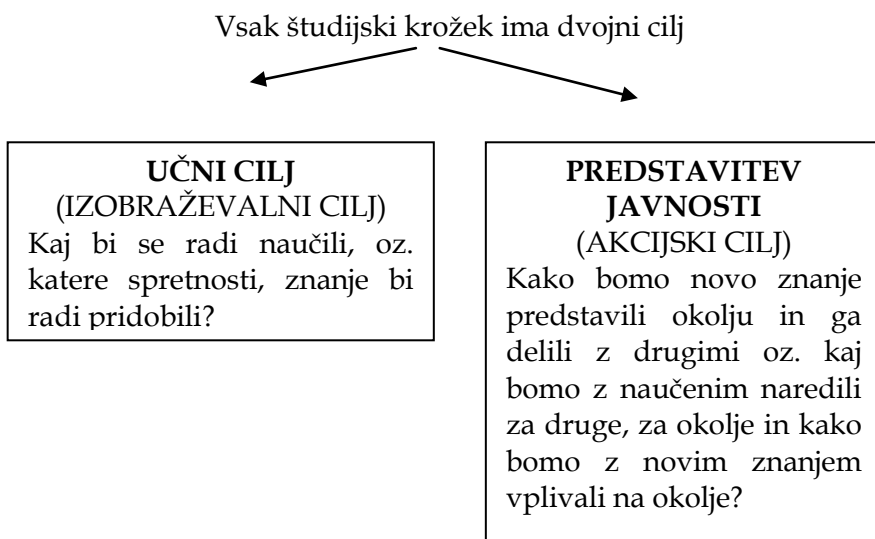 Vsak študijski krožek ima dvojni cilj
UČNI CILJ
(IZOBRAŽEVALNI CILJ)
Kaj bi se radi naučili, oz.
katere spretnosti, znanje bi
radi pridobili?
PREDSTAVITEV
JAVNOSTI
(AKCIJSKI CILJ)
Kako bomo novo znanje
predstavili okolju in ga
delili z drugimi oz. kaj
bomo z naučenim naredili
za druge, za okolje in kako
bomo z novim znanjem
vplivali na okolje?